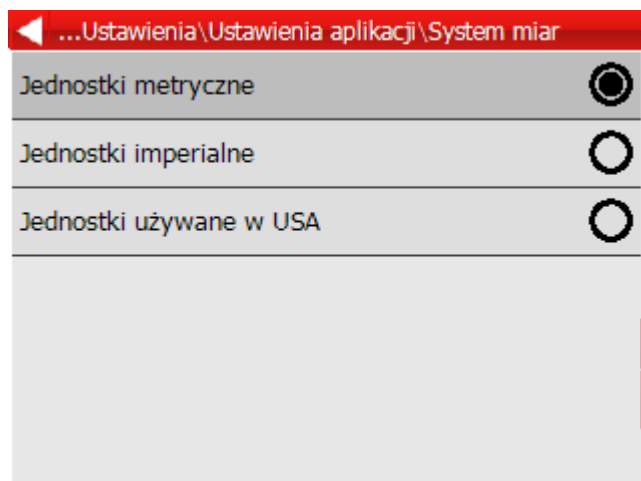 ...Ustawienia\Ustawienia aplikacji\System miar
Jednostki metryczne
Jednostki imperialne
Jednostki używane w USA